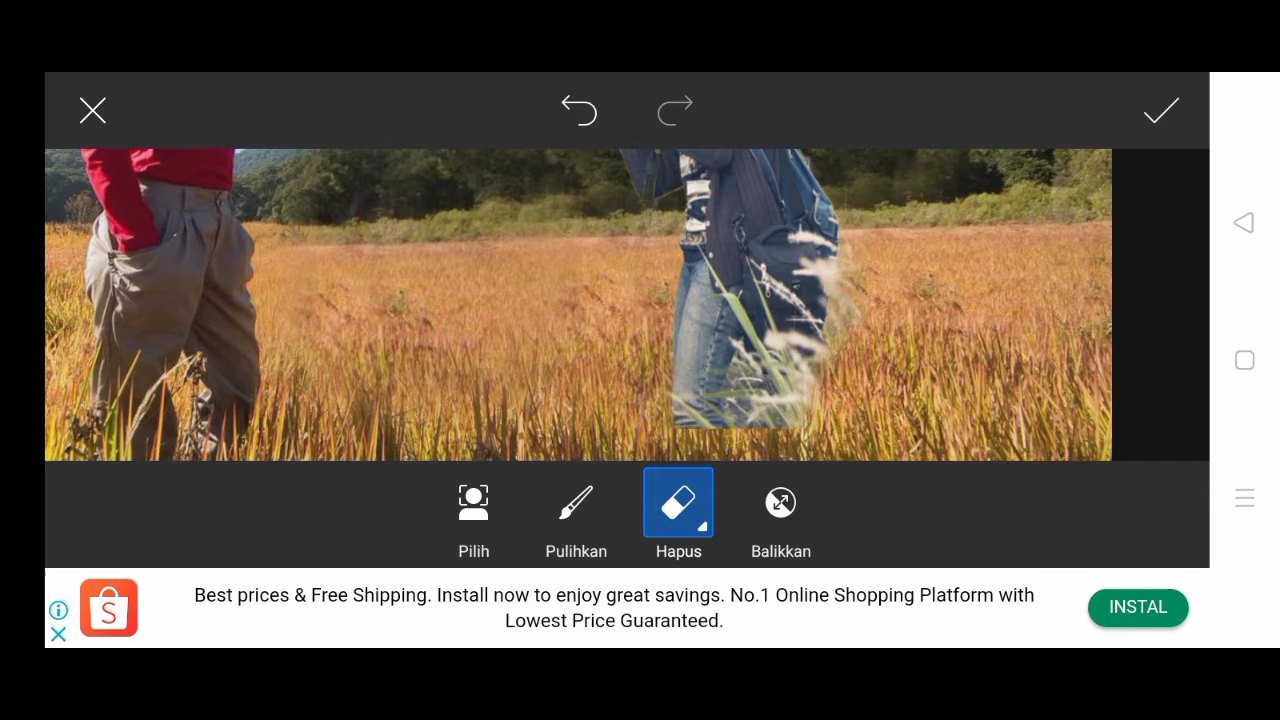 Pilih
Pulihkan
Hapus
Balikkan
Best prices & Free Shipping. Install now to enjoy great savings. No.1 Online Shopping Platform with
Lowest Price Guaranteed.
INSTAL
S